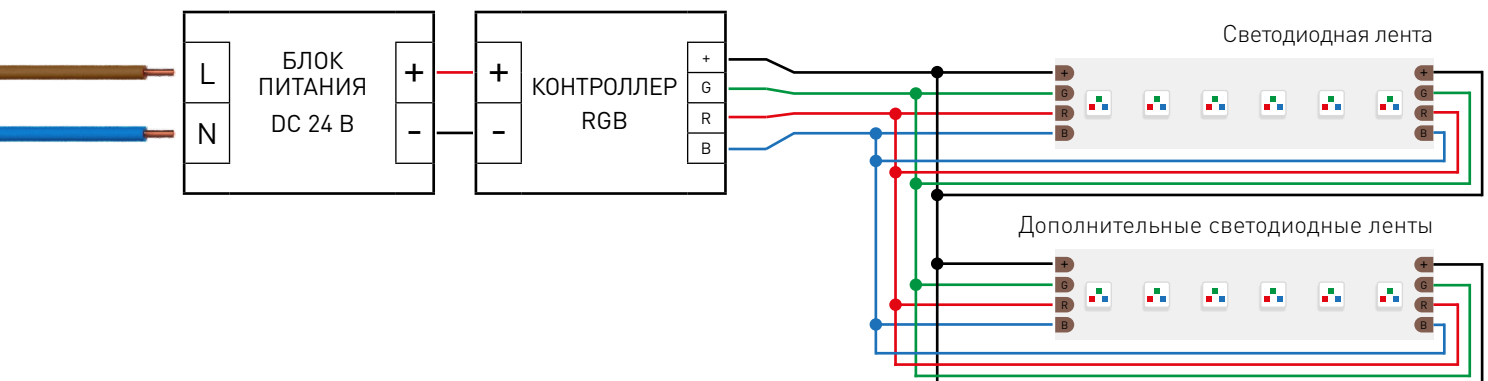 L
N
БЛОК
ПИТАНИЯ
DC 24 В
+
-
+
-
КОНТРОЛЛЕР
RGB
+
G
R
B
Светодиодная лента
+
G
R
B
+
G
R
B
Дополнительные светодиодные ленты
+
G
R
B
+
G
R
B